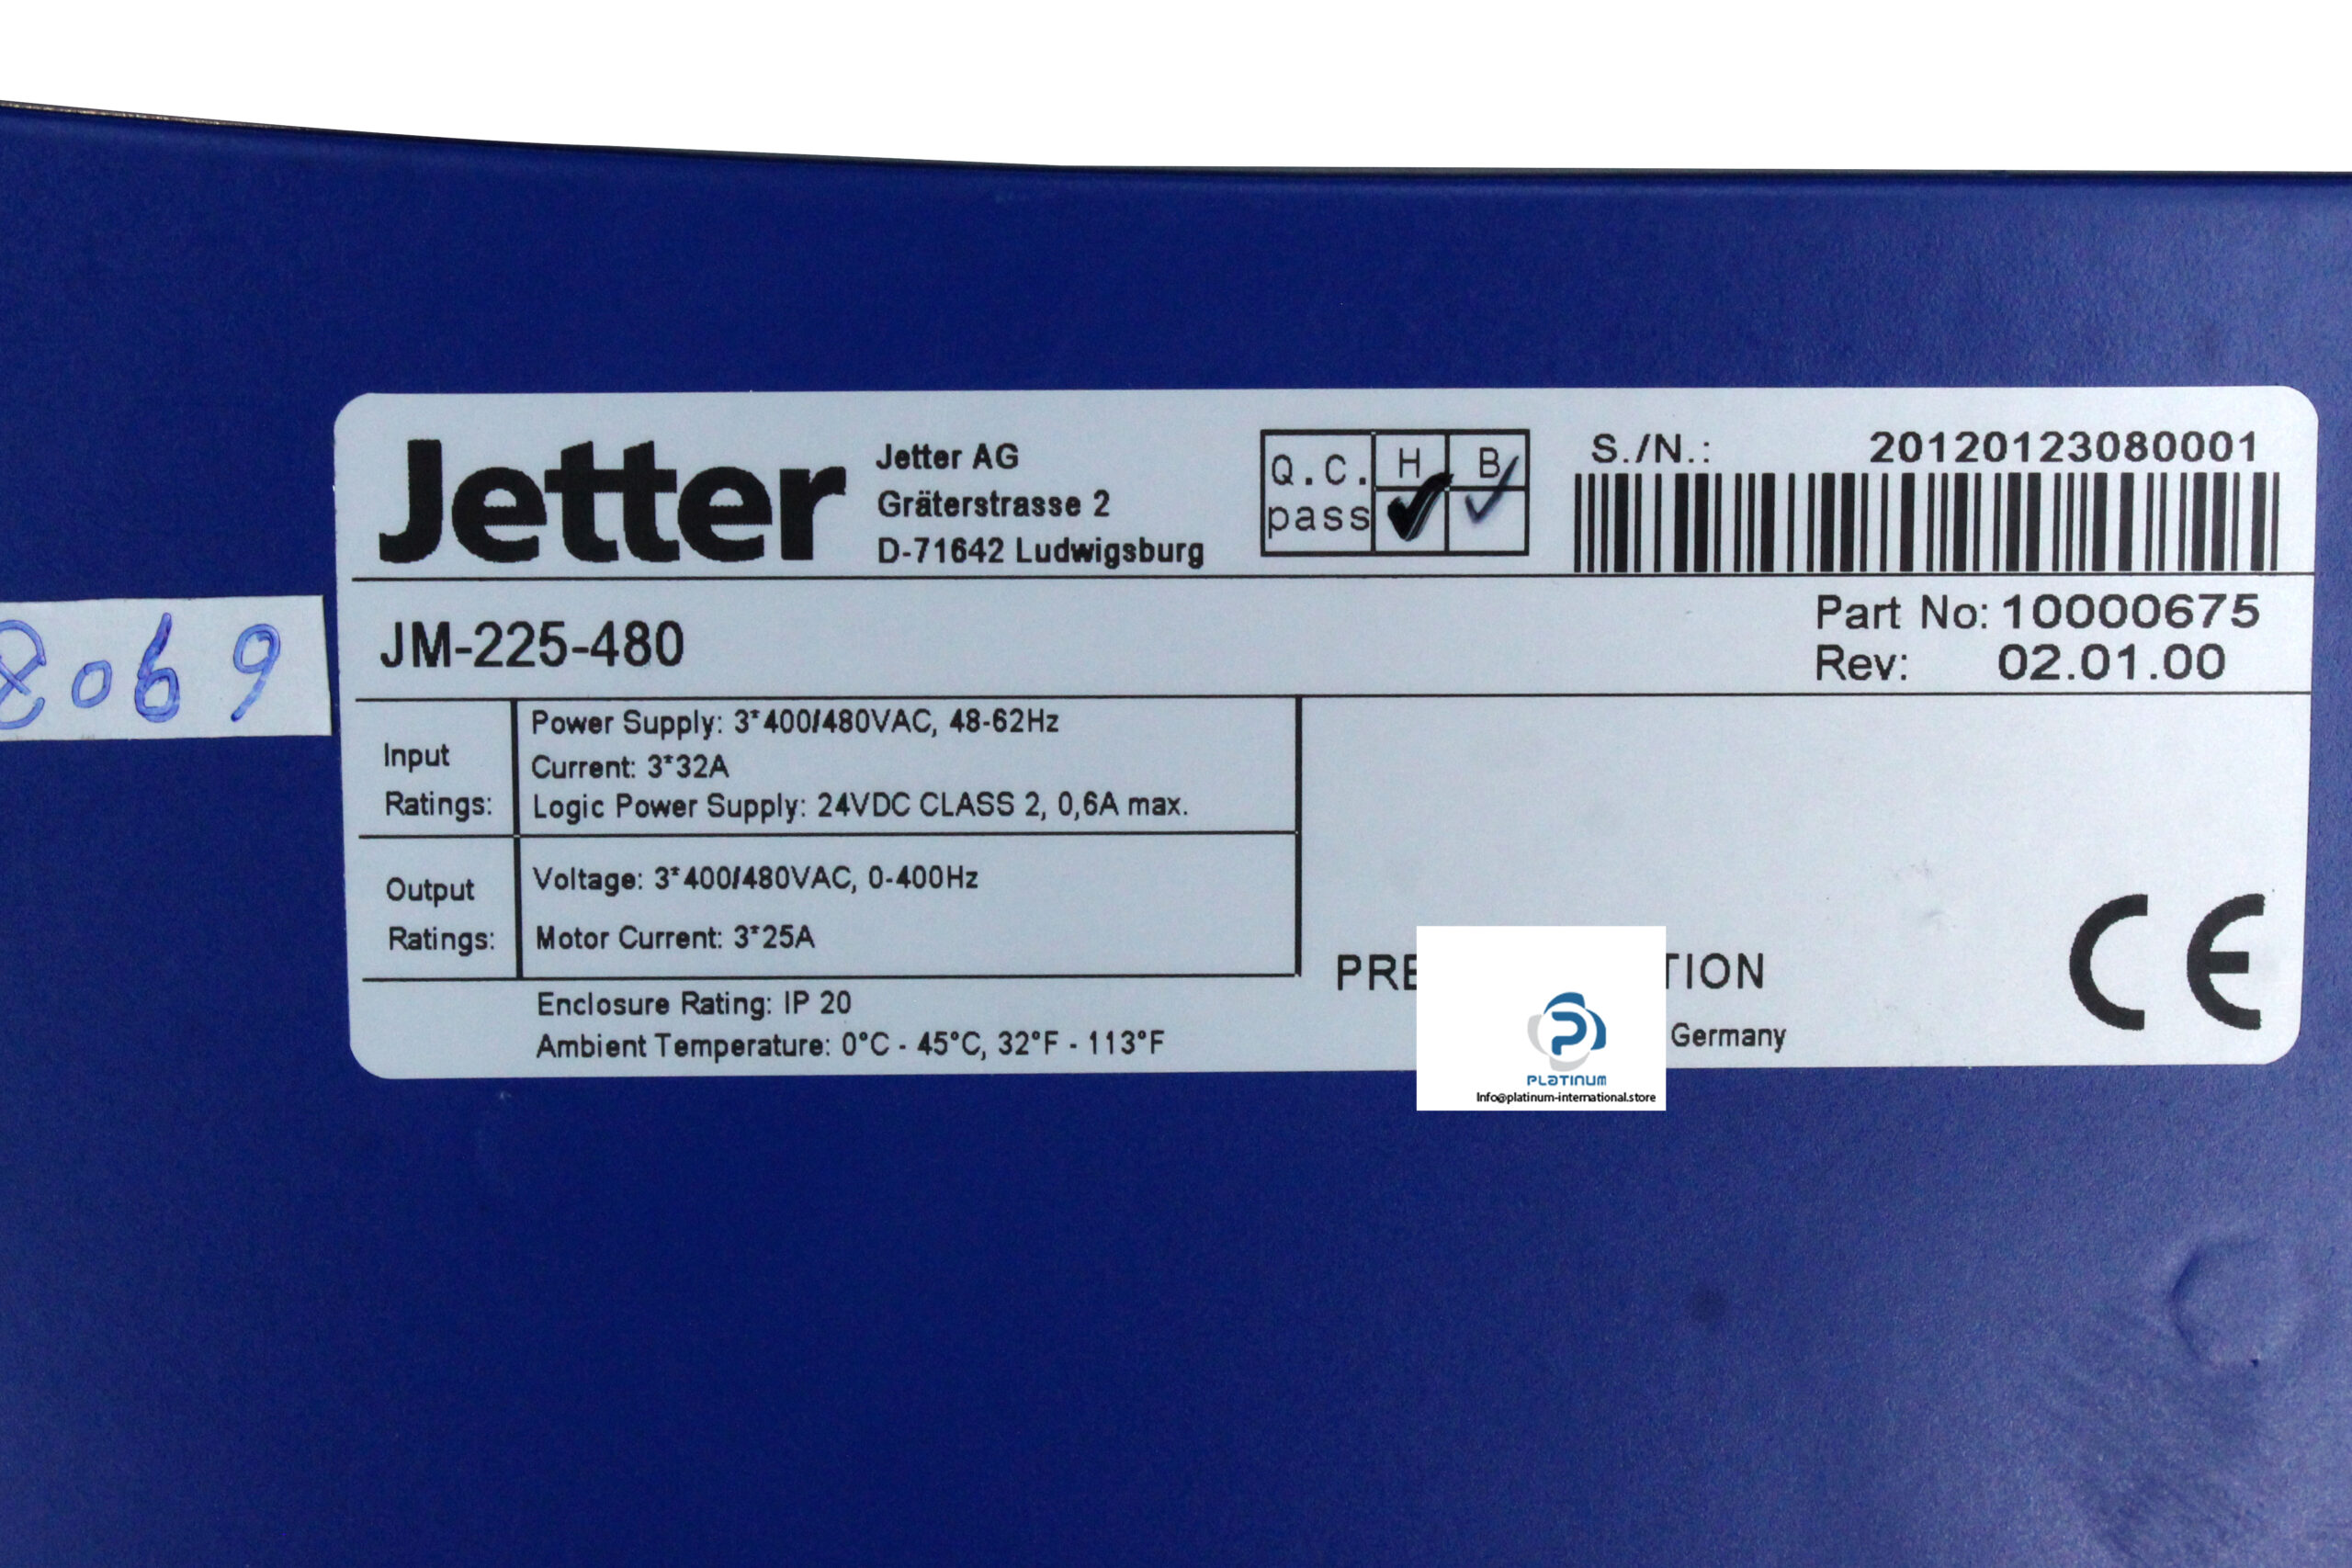 Jetter
Jetter AG
Gräterstrasse 2
D-71642 Ludwigsburg
Q.C. H B
pass
S./N.: 20120123080001
JM-225-480
Part No: 10000675
Rev: 02.01.00
8069
Input
Ratings:
Power Supply: 3*400/480VAC, 48-62Hz
Current: 3*32A
Logic Power Supply: 24VDC CLASS 2, 0,6A max.
Output
Ratings:
Voltage: 3*400/480VAC, 0-400Hz
Motor Current: 3*25A
Enclosure Rating: IP 20
Ambient Temperature: 0°C - 45°C, 32°F - 113°F
Germany
CE
PLATINUM
Info@platinum-international.store